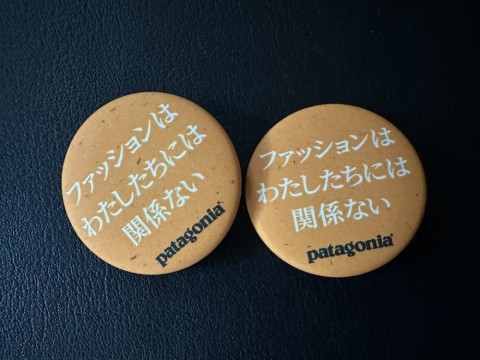 ファッションは
わたしたちには
関係ない
patagonia®
ファッションは
わたしたちには
関係ない
patagonia®